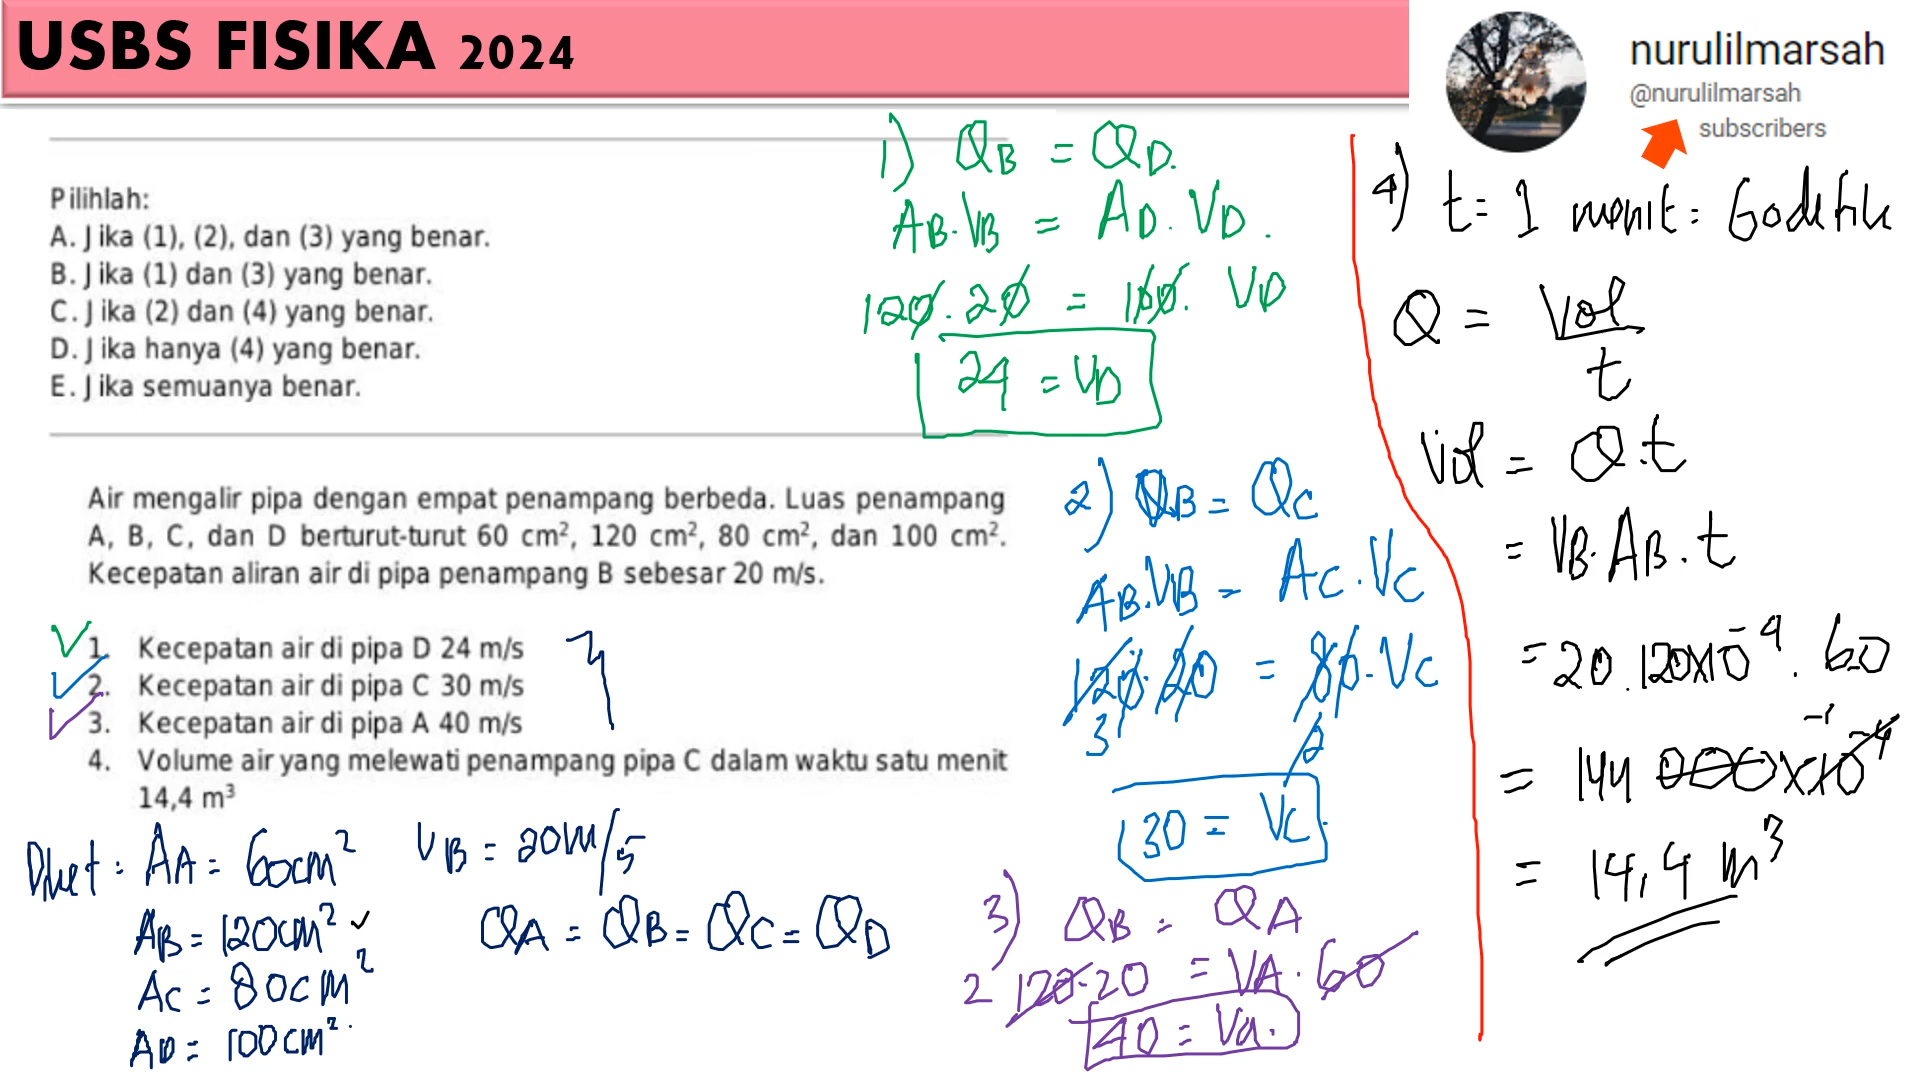 USBS FISIKA 2024
nurulilmarsah
@nurulilmarsah
subscribers
Pilihlah:
A. Jika (1), (2), dan (3) yang benar.
B. Jika (1) dan (3) yang benar.
C. Jika (2) dan (4) yang benar.
D. Jika hanya (4) yang benar.
E. Jika semuanya benar.
Air mengalir pipa dengan empat penampang berbeda. Luas penampang
A, B, C, dan D berturut-turut 60 cm², 120 cm², 80 cm², dan 100 cm².
Kecepatan aliran air di pipa penampang B sebesar 20 m/s.
1. Kecepatan air di pipa D 24 m/s
2. Kecepatan air di pipa C 30 m/s
3. Kecepatan air di pipa A 40 m/s
4. Volume air yang melewati penampang pipa C dalam waktu satu menit
14,4 m³
Diket : AA = 60cm²
AB = 120cm²
AC = 80cm²
AD = 100cm²
VB = 20m/s
QA = QB = QC = QD
1) QB = QD.
AB.VB = AD.VD.
120.20 = 100. VD
24 = VD
2) QB = QC
AB.VB = AC.VC
120.20 = 80.VC
3 2
30 = VC.
3) QB = QA
2 120.20 = VA.60
40 = Va.
4) t = 1 menit = 60 detik
Q = Vol
t
Vol = Q.t
= VB.AB.t
= 20.120x10⁻⁴.60
= 144 000x10⁻⁴ ⁻¹
= 14,4 m³